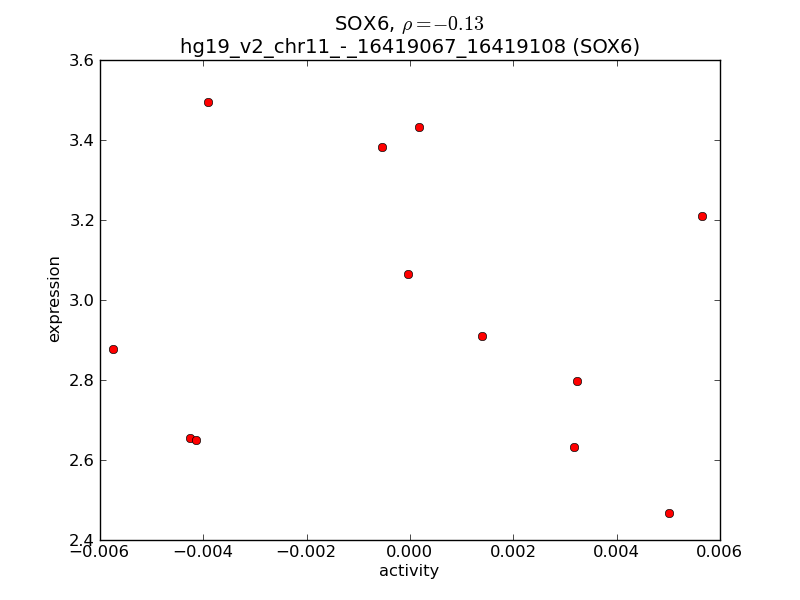 SOX6, ρ=−0.13
hg19_v2_chr11_-_16419067_16419108 (SOX6)
3.6
3.4
3.2
3.0
2.8
2.6
2.4
expression
−0.006 −0.004 −0.002 0.000 0.002 0.004 0.006
activity